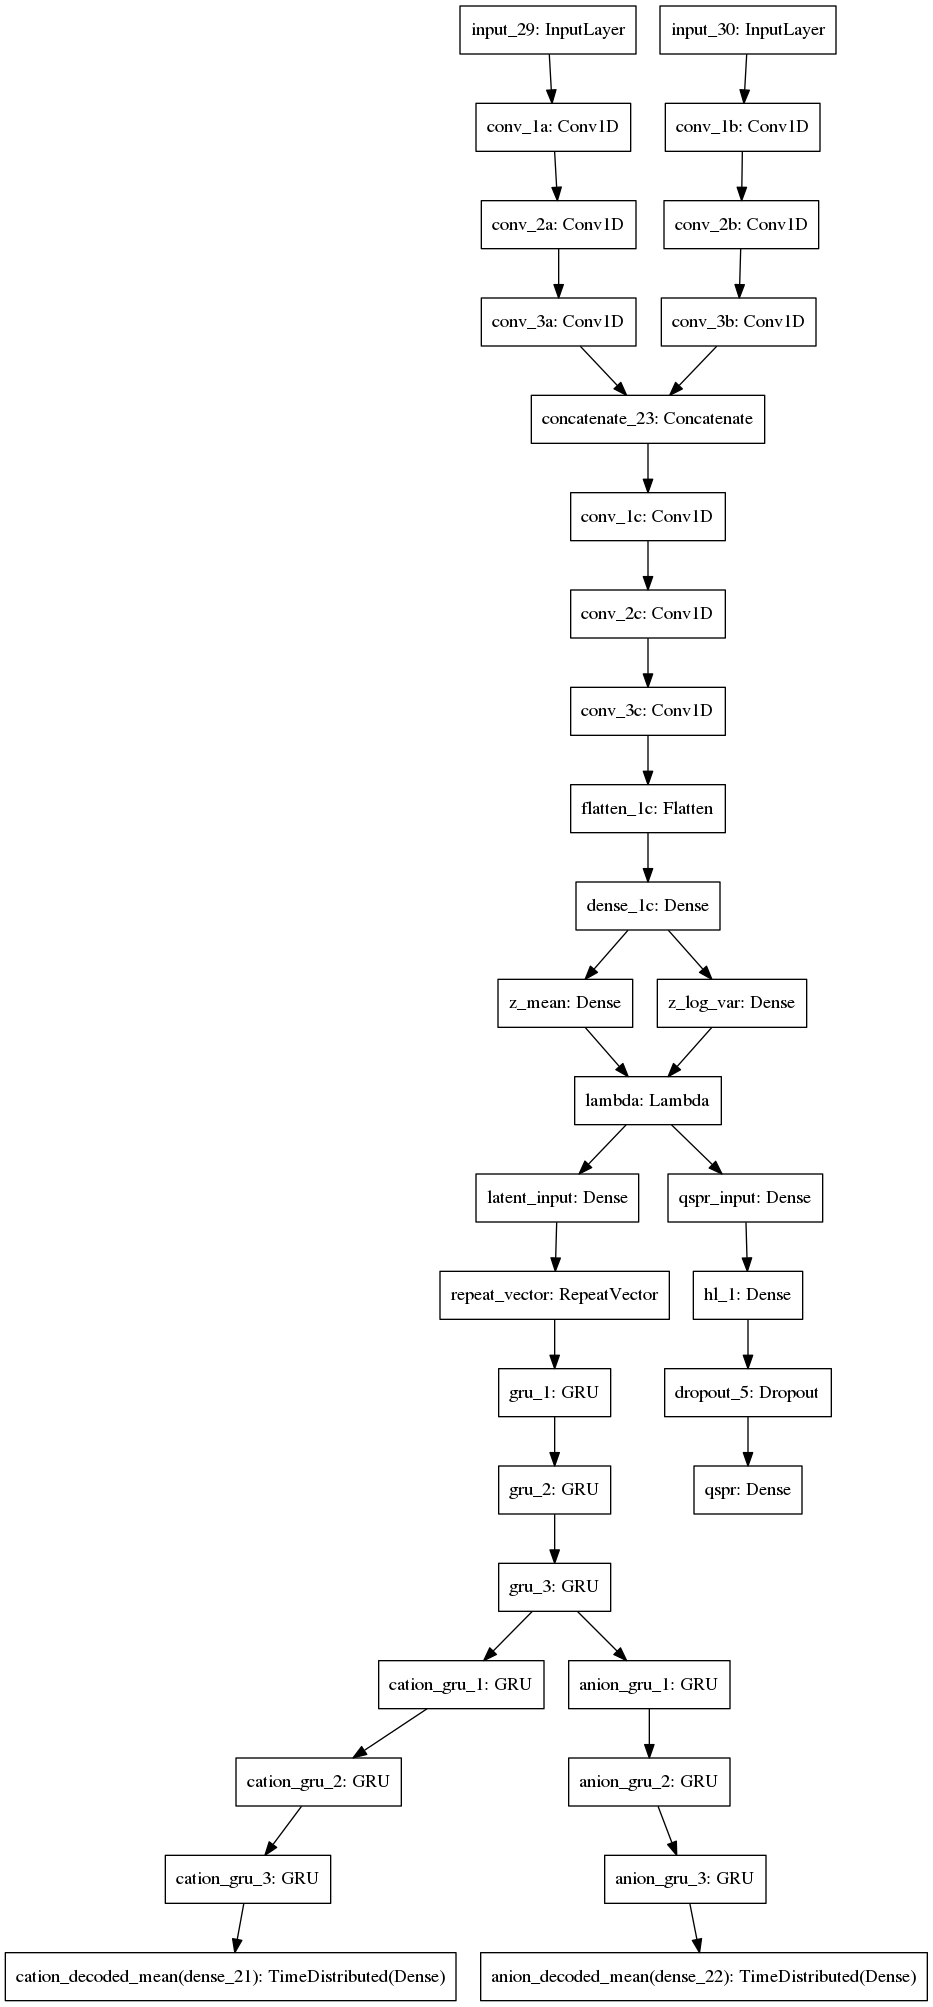 input_29: InputLayer
input_30: InputLayer
conv_1a: Conv1D
conv_1b: Conv1D
conv_2a: Conv1D
conv_2b: Conv1D
conv_3a: Conv1D
conv_3b: Conv1D
concatenate_23: Concatenate
conv_1c: Conv1D
conv_2c: Conv1D
conv_3c: Conv1D
flatten_1c: Flatten
dense_1c: Dense
z_mean: Dense
z_log_var: Dense
lambda: Lambda
latent_input: Dense
qspr_input: Dense
repeat_vector: RepeatVector
hl_1: Dense
gru_1: GRU
dropout_5: Dropout
gru_2: GRU
qspr: Dense
gru_3: GRU
cation_gru_1: GRU
anion_gru_1: GRU
cation_gru_2: GRU
anion_gru_2: GRU
cation_gru_3: GRU
anion_gru_3: GRU
cation_decoded_mean(dense_21): TimeDistributed(Dense)
anion_decoded_mean(dense_22): TimeDistributed(Dense)